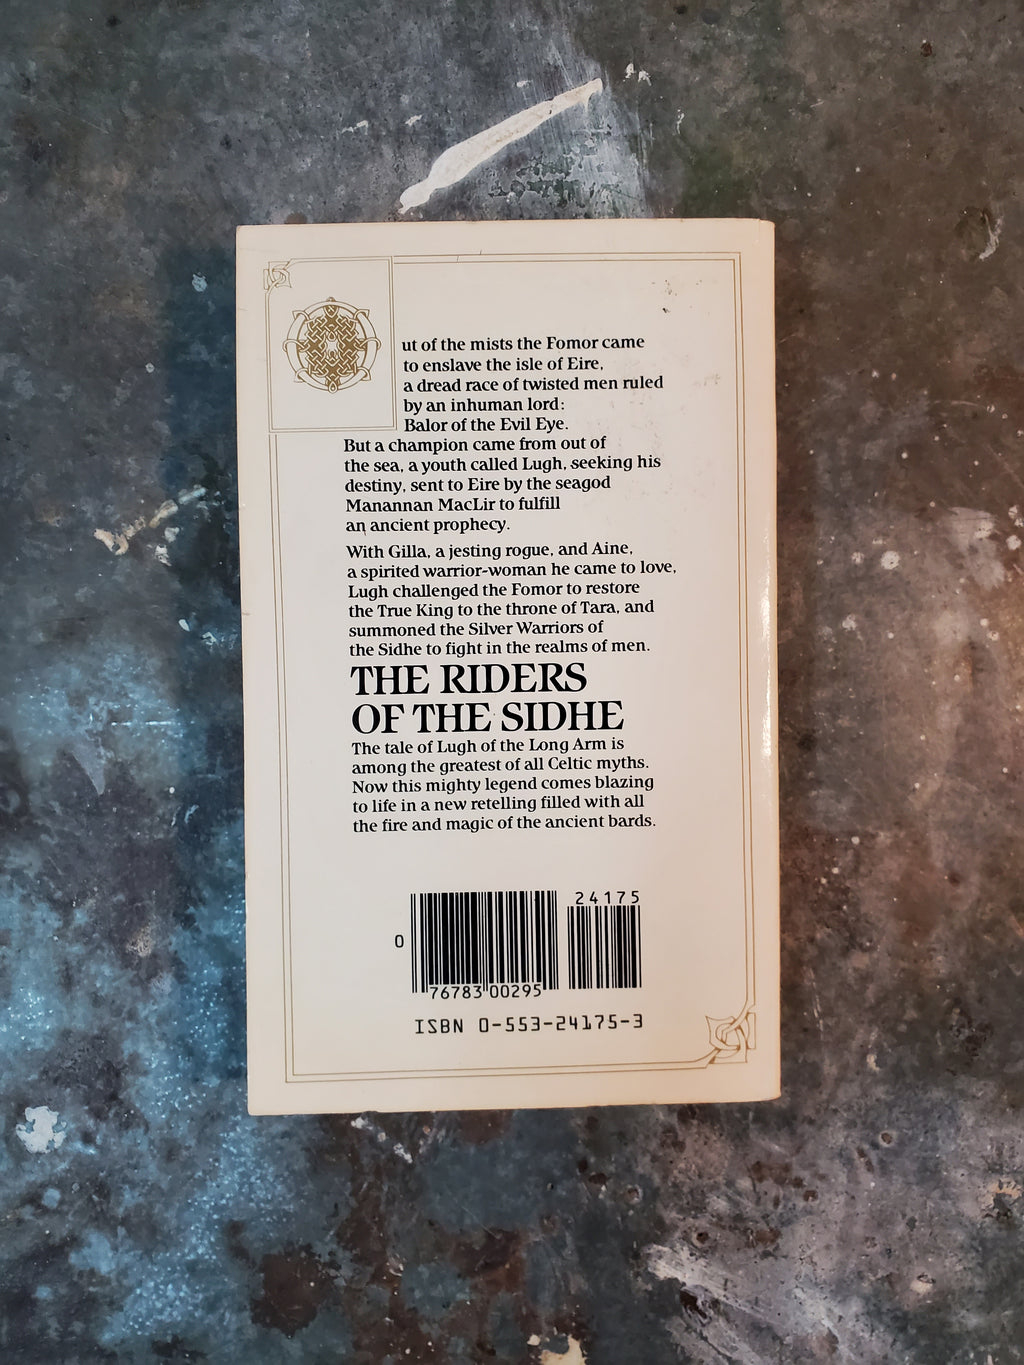 ut of the mists the Fomor came
to enslave the isle of Eire,
a dread race of twisted men ruled
by an inhuman lord:
Balor of the Evil Eye.
But a champion came from out of
the sea, a youth called Lugh, seeking his
destiny, sent to Eire by the seagod
Manannan MacLir to fulfill
an ancient prophecy.
With Gilla, a jesting rogue, and Aine,
a spirited warrior-woman he came to love,
Lugh challenged the Fomor to restore
the True King to the throne of Tara, and
summoned the Silver Warriors of
the Sidhe to fight in the realms of men.
THE RIDERS
OF THE SIDHE
The tale of Lugh of the Long Arm is
among the greatest of all Celtic myths.
Now this mighty legend comes blazing
to life in a new retelling filled with all
the fire and magic of the ancient bards.
24175
0
76783 00295
ISBN 0-553-24175-3